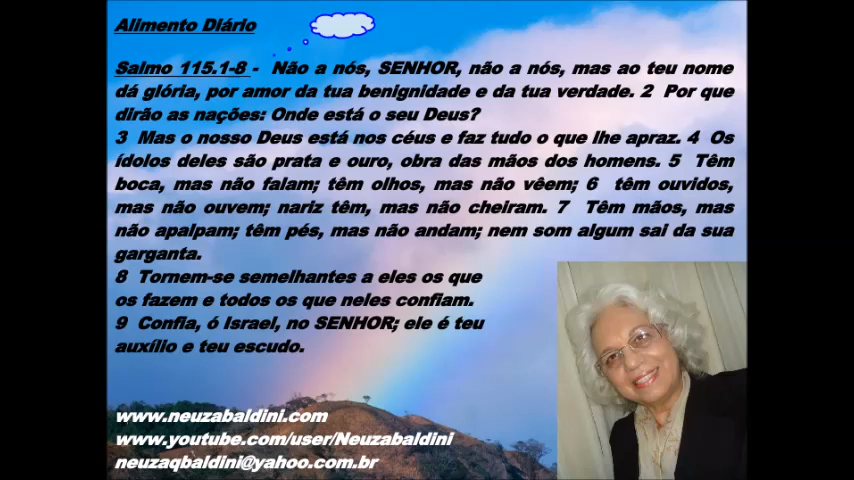 Alimento Diário
Salmo 115.1-8 - Não a nós, SENHOR, não a nós, mas ao teu nome
dá glória, por amor da tua benignidade e da tua verdade. 2 Por que
dirão as nações: Onde está o seu Deus?
3 Mas o nosso Deus está nos céus e faz tudo o que lhe apraz. 4 Os
ídolos deles são prata e ouro, obra das mãos dos homens. 5 Têm
boca, mas não falam; têm olhos, mas não vêem; 6 têm ouvidos,
mas não ouvem; nariz têm, mas não cheiram. 7 Têm mãos, mas
não apalpam; têm pés, mas não andam; nem som algum sai da sua
garganta.
8 Tornem-se semelhantes a eles os que
os fazem e todos os que neles confiam.
9 Confia, ó Israel, no SENHOR; ele é teu
auxílio e teu escudo.
www.neuzabaldini.com
www.youtube.com/user/Neuzabaldini
neuzaqbaldini@yahoo.com.br